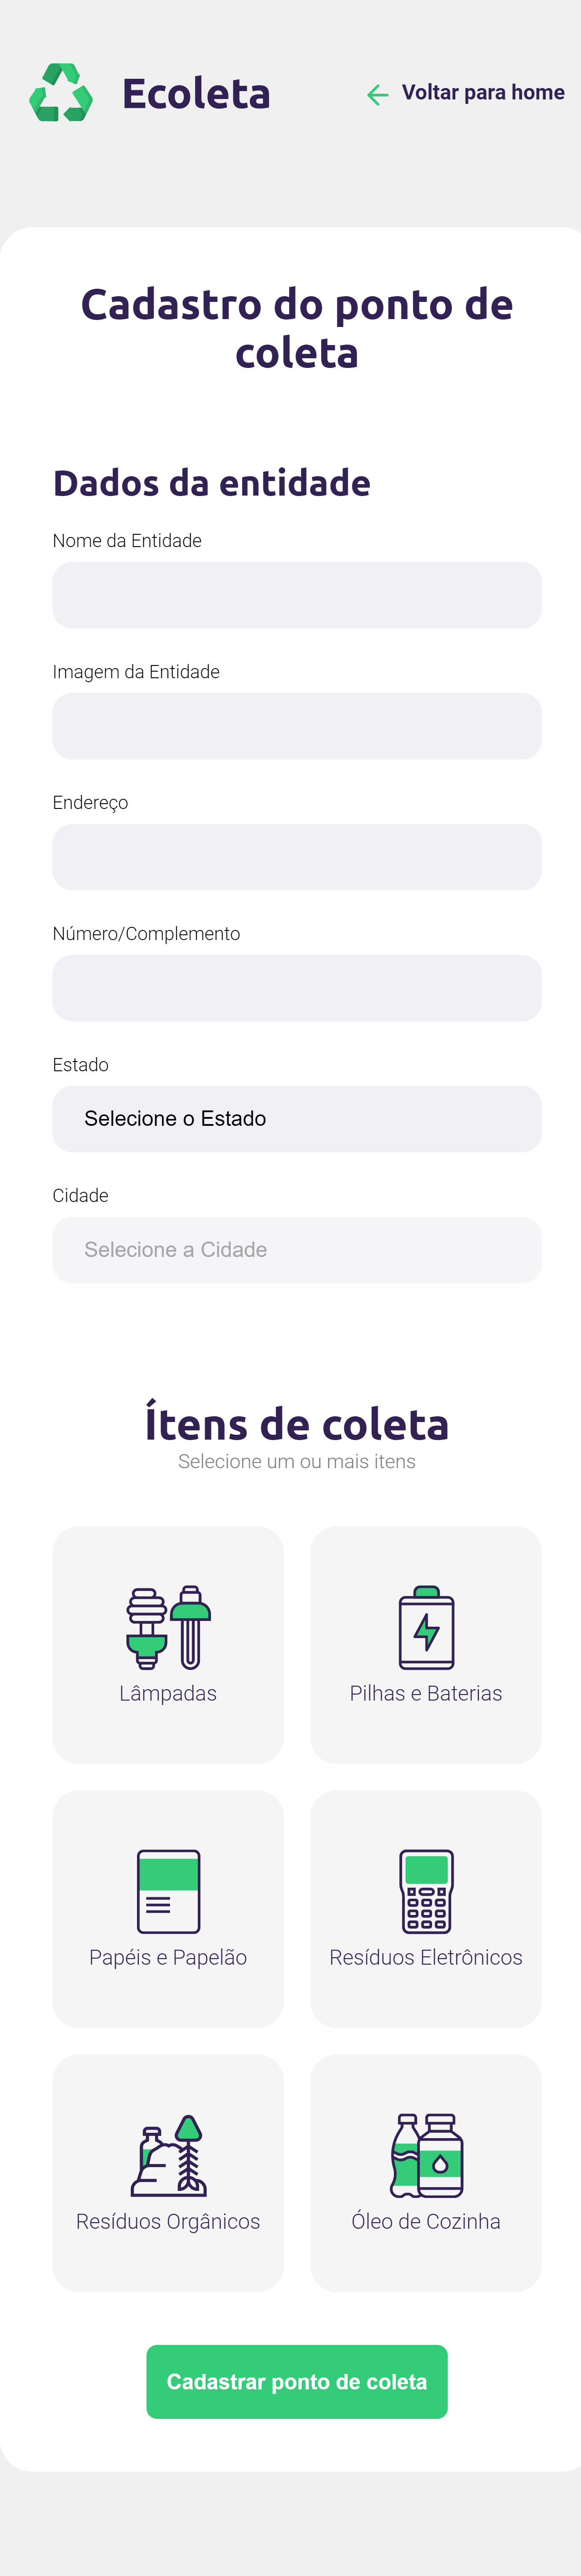 Ecoleta
Voltar para home
Cadastro do ponto de
coleta
Dados da entidade
Nome da Entidade
Imagem da Entidade
Endereço
Número/Complemento
Estado
Selecione o Estado
Cidade
Selecione a Cidade
Ítens de coleta
Selecione um ou mais itens
Lâmpadas
Pilhas e Baterias
Papéis e Papelão
Resíduos Eletrônicos
Resíduos Orgânicos
Óleo de Cozinha
Cadastrar ponto de coleta